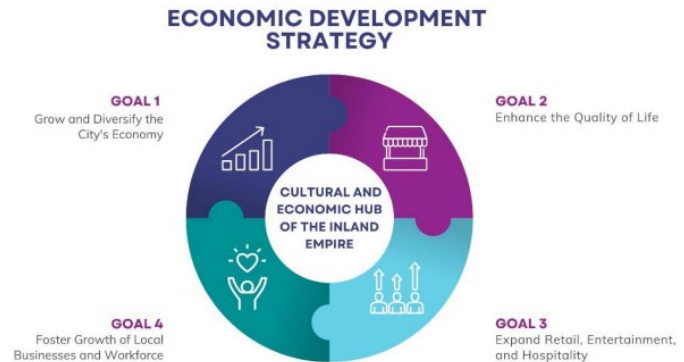 ECONOMIC DEVELOPMENT
STRATEGY
GOAL 1
Grow and Diversify the
City's Economy
GOAL 2
Enhance the Quality of Life
CULTURAL AND
ECONOMIC HUB
OF THE INLAND
EMPIRE
GOAL 4
Foster Growth of Local
Businesses and Workforce
GOAL 3
Expand Retail, Entertainment,
and Hospitality